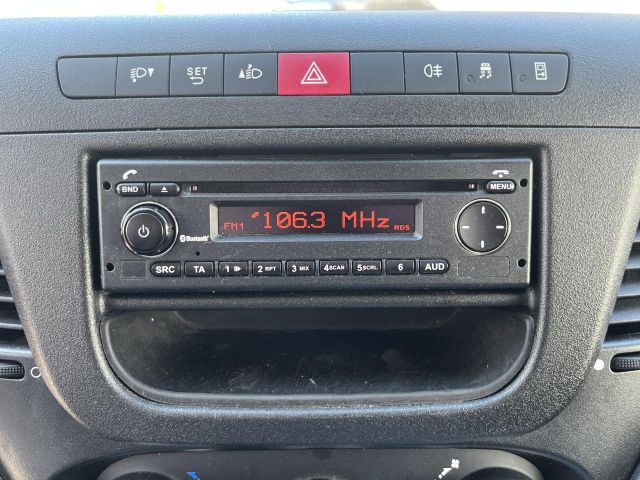 SET
BND
MENU
FM1 106.3 MHz RDS
Bluetooth
SRC TA 1 2 RPT 3 MIX 4 SCAN 5 SCRL 6 AUD